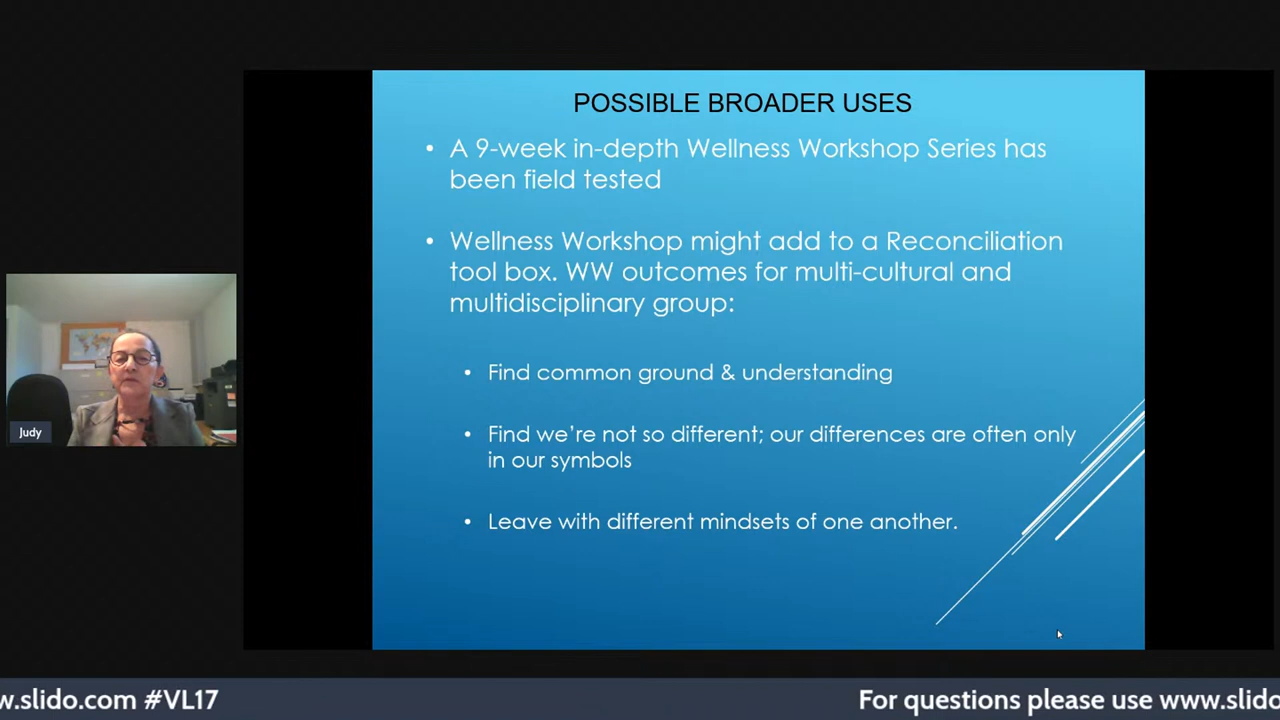 POSSIBLE BROADER USES
• A 9-week in-depth Wellness Workshop Series has
been field tested
• Wellness Workshop might add to a Reconciliation
tool box. WW outcomes for multi-cultural and
multidisciplinary group:
• Find common ground & understanding
• Find we're not so different; our differences are often only
in our symbols
• Leave with different mindsets of one another.
Judy
w.slido.com #VL17
For questions please use www.slido